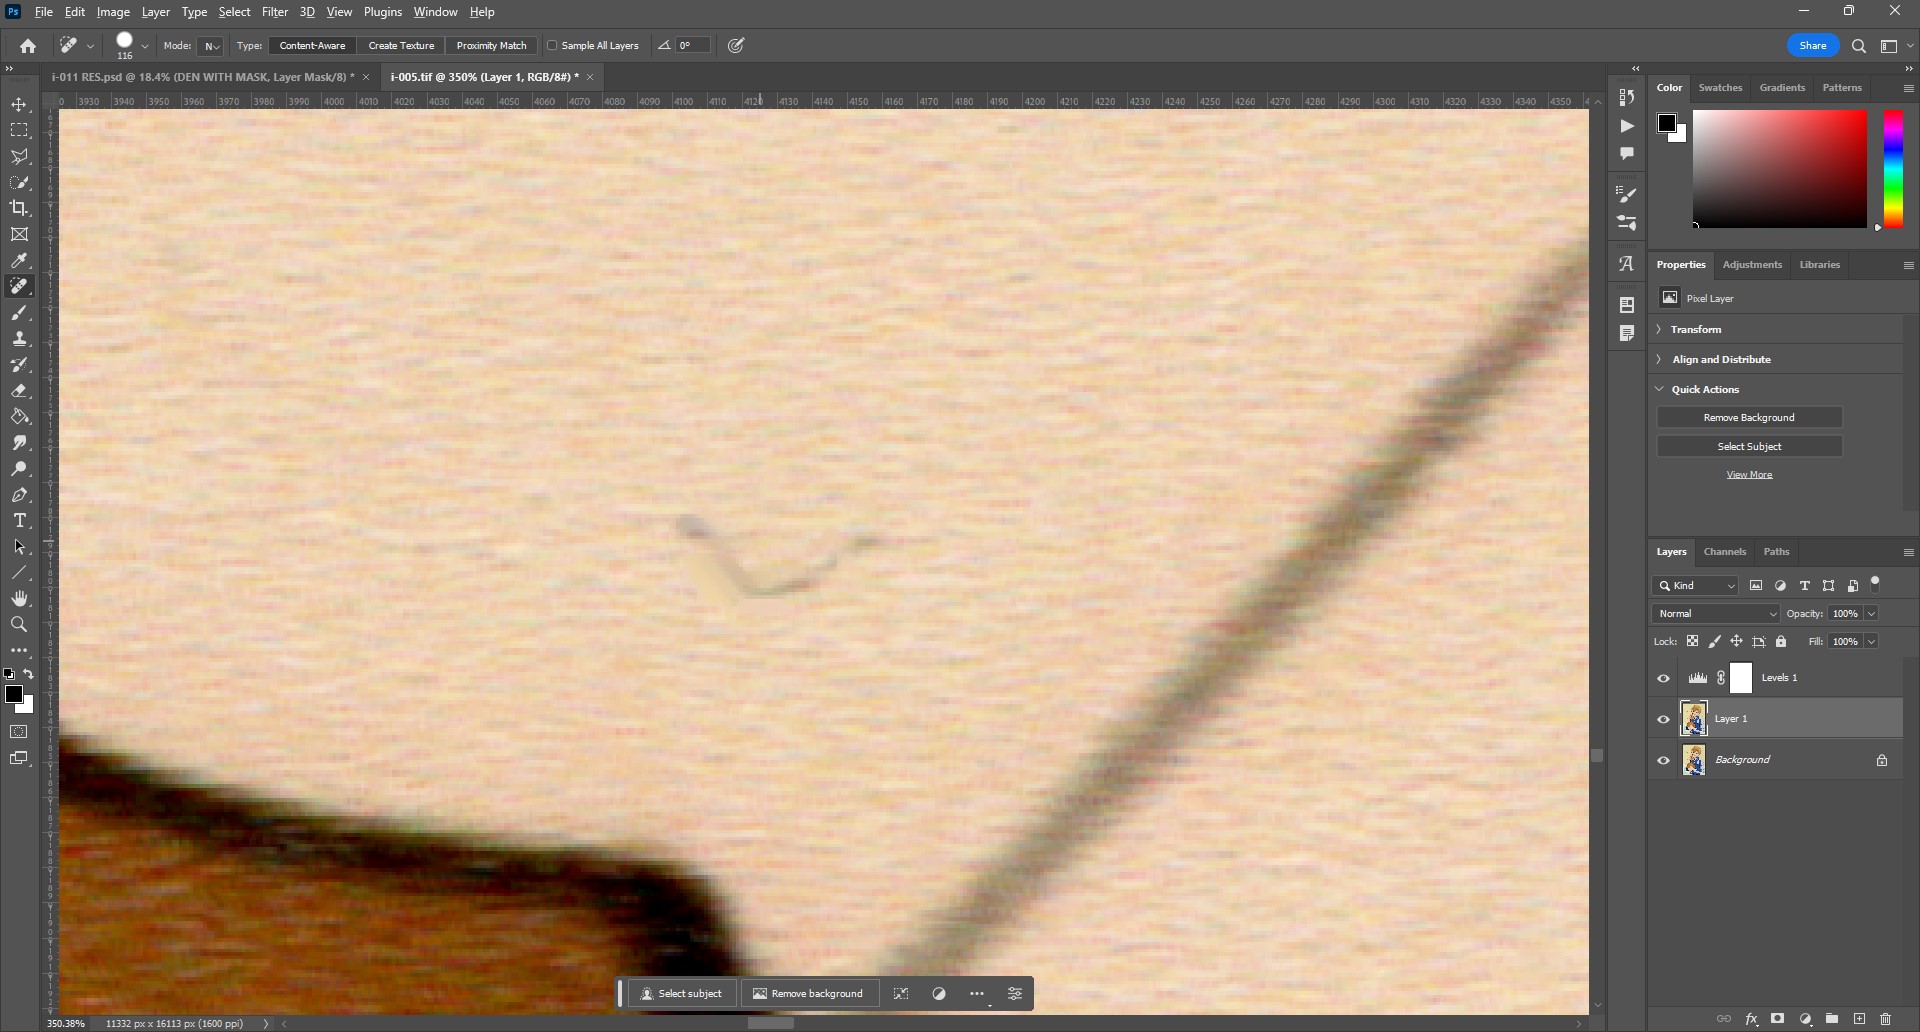 Ps File Edit Image Layer Type Select Filter 3D View Plugins Window Help
116 Mode: N Type: Content-Aware Create Texture Proximity Match Sample All Layers 0° Share
i-011 RES.psd @ 18.4% (DEN WITH MASK, Layer Mask/8) * × i-005.tif @ 350% (Layer 1, RGB/8#) * ×
0 3930 3940 3950 3960 3970 3980 3990 4000 4010 4020 4030 4040 4050 4060 4070 4080 4090 4100 4110 4120 4130 4140 4150 4160 4170 4180 4190 4200 4210 4220 4230 4240 4250 4260 4270 4280 4290 4300 4310 4320 4330 4340 4350
Color Swatches Gradients Patterns
Properties Adjustments Libraries
Pixel Layer
Transform
Align and Distribute
Quick Actions
Remove Background
Select Subject
View More
Layers Channels Paths
Kind
Normal Opacity: 100%
Lock: Fill: 100%
Levels 1
Layer 1
Background
Select subject Remove background
350.38% 11332 px x 16113 px (1600 ppi)